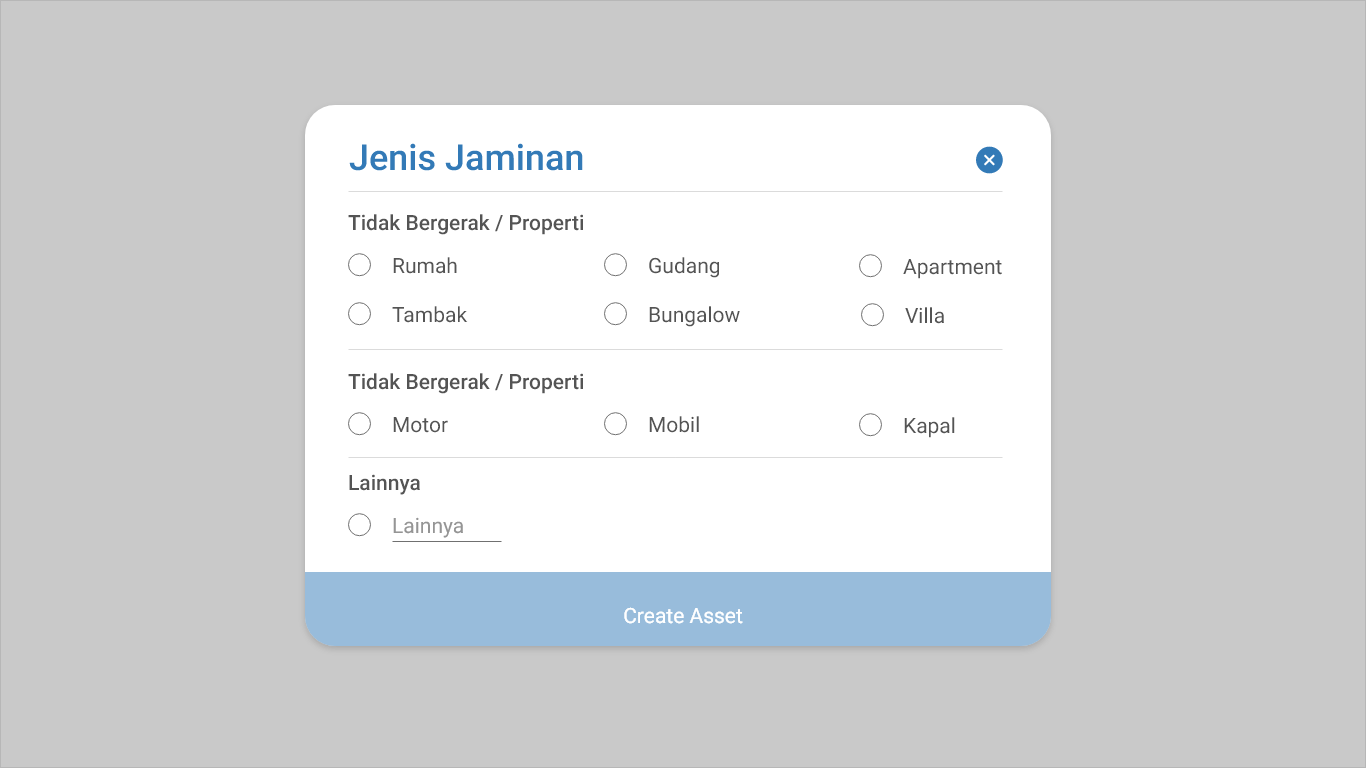 Jenis Jaminan
Tidak Bergerak / Properti
Rumah Gudang Apartment
Tambak Bungalow Villa
Tidak Bergerak / Properti
Motor Mobil Kapal
Lainnya
Lainnya
Create Asset